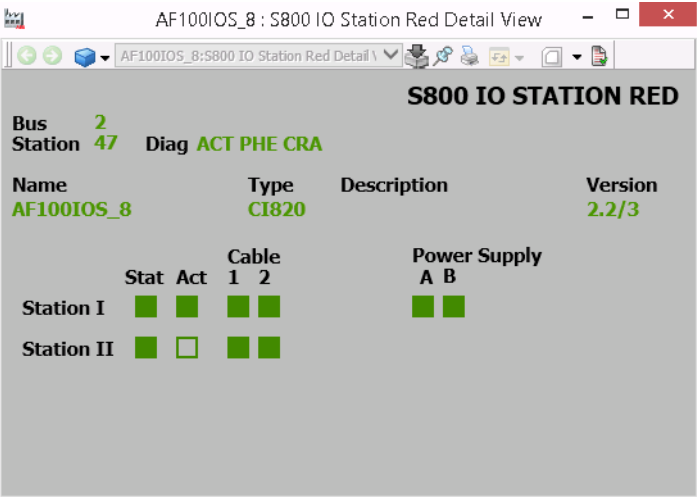 AF100IOS_8 : S800 IO Station Red Detail View
AF100IOS_8:S800 IO Station Red Detail
S800 IO STATION RED
Bus 2
Station 47 Diag ACT PHE CRA
Name Type Description Version
AF100IOS_8 CI820 2.2/3
Cable Power Supply
Stat Act 1 2 A B
Station I
Station II